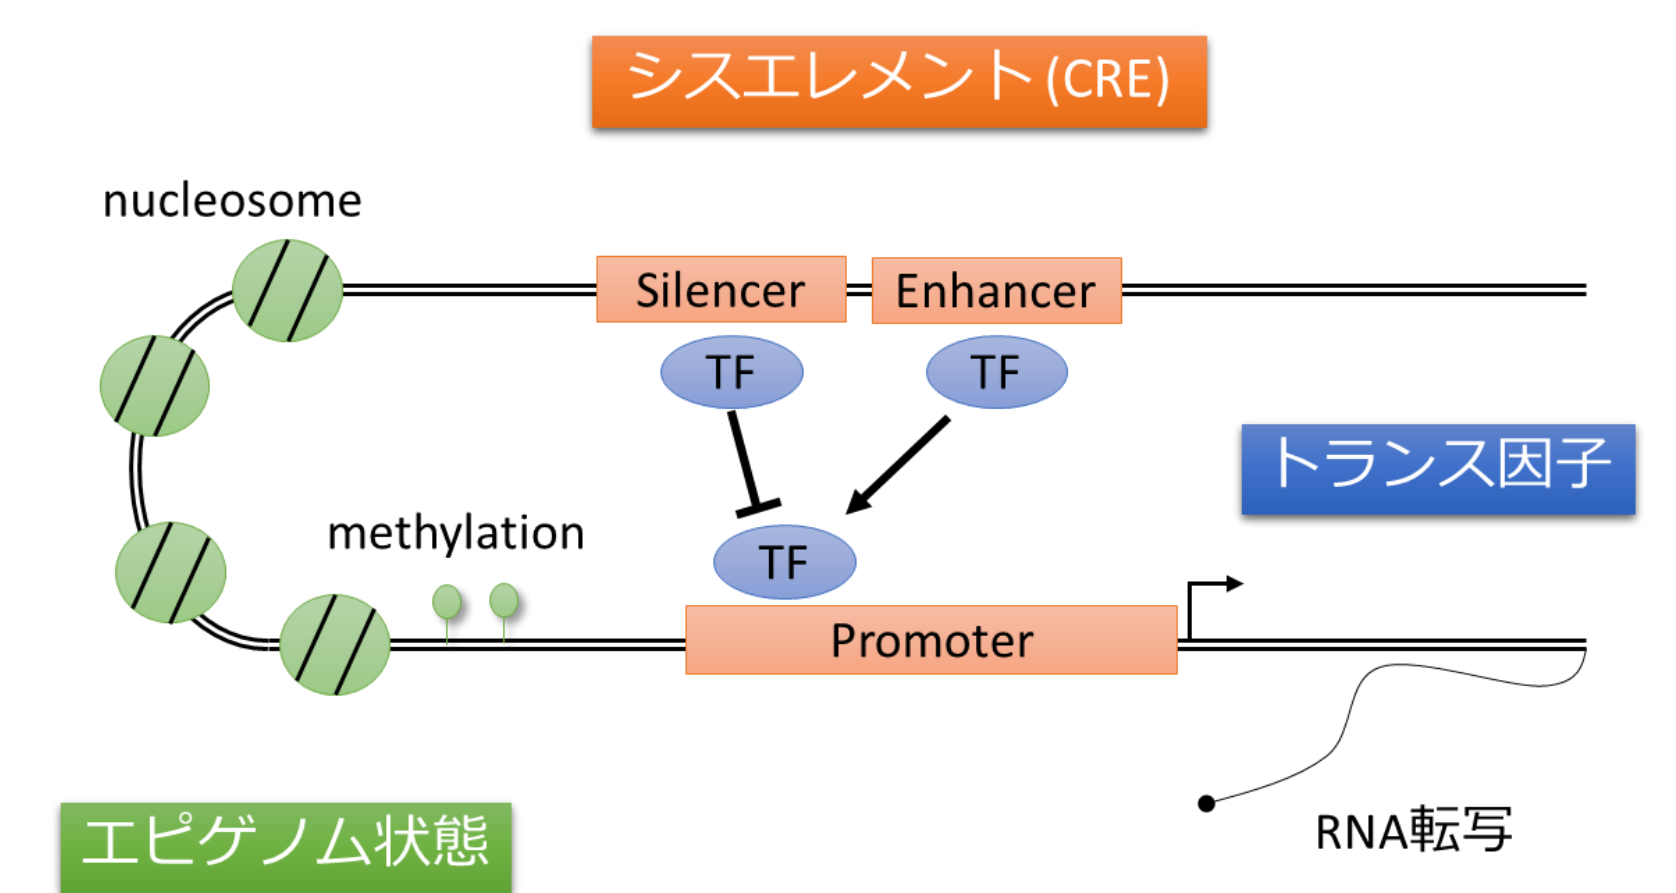 シスエレメント (CRE)
nucleosome
Silencer
Enhancer
TF
TF
トランス因子
methylation
TF
Promoter
RNA転写
エピゲノム状態